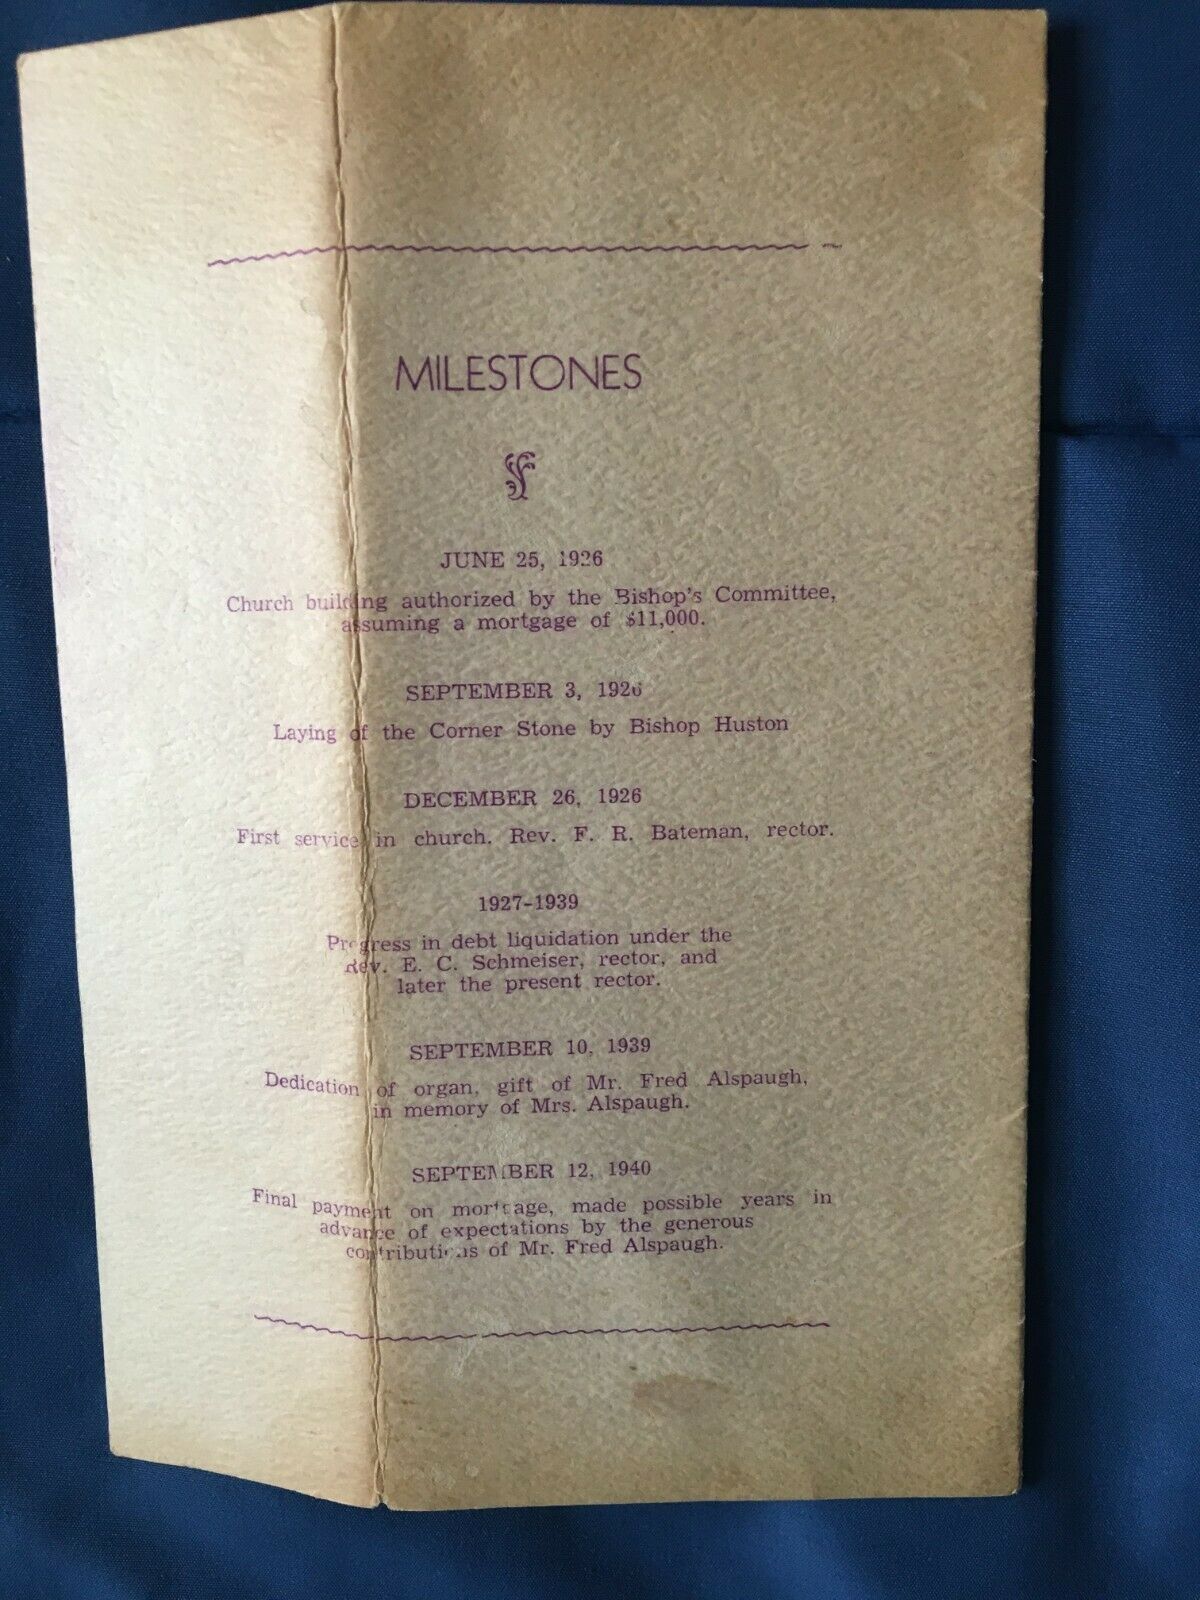 MILESTONES
JUNE 25, 1926
Church building authorized by the Bishop's Committee,
assuming a mortgage of $11,000.
SEPTEMBER 3, 1926
Laying of the Corner Stone by Bishop Huston
DECEMBER 26, 1926
First service in church. Rev. F. R. Bateman, rector.
1927-1939
Progress in debt liquidation under the
Rev. E. C. Schmeiser, rector, and
later the present rector.
SEPTEMBER 10, 1939
Dedication of organ, gift of Mr. Fred Alspaugh,
in memory of Mrs. Alspaugh.
SEPTEMBER 12, 1940
Final payment on mortgage, made possible years in
advance of expectations by the generous
contributions of Mr. Fred Alspaugh.